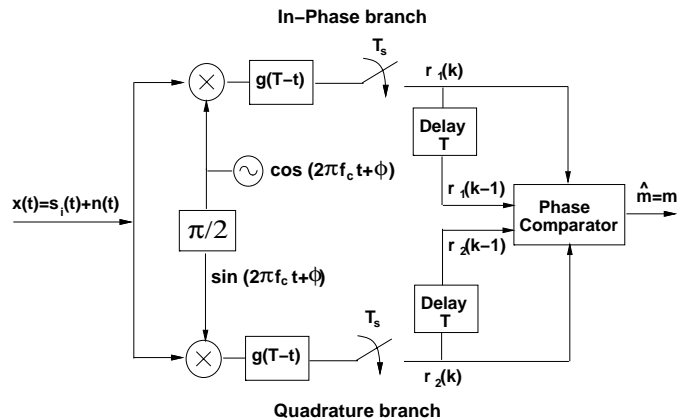 In–Phase branch
T_s
g(T–t)
r_1(k)
Delay
T
cos (2πf_c t+ϕ)
r_1(k–1)
x(t)=s_i(t)+n(t)
π/2
Phase
Comparator
m̂=m
r_2(k–1)
sin (2πf_c t+ϕ)
Delay
T
T_s
g(T–t)
r_2(k)
Quadrature branch